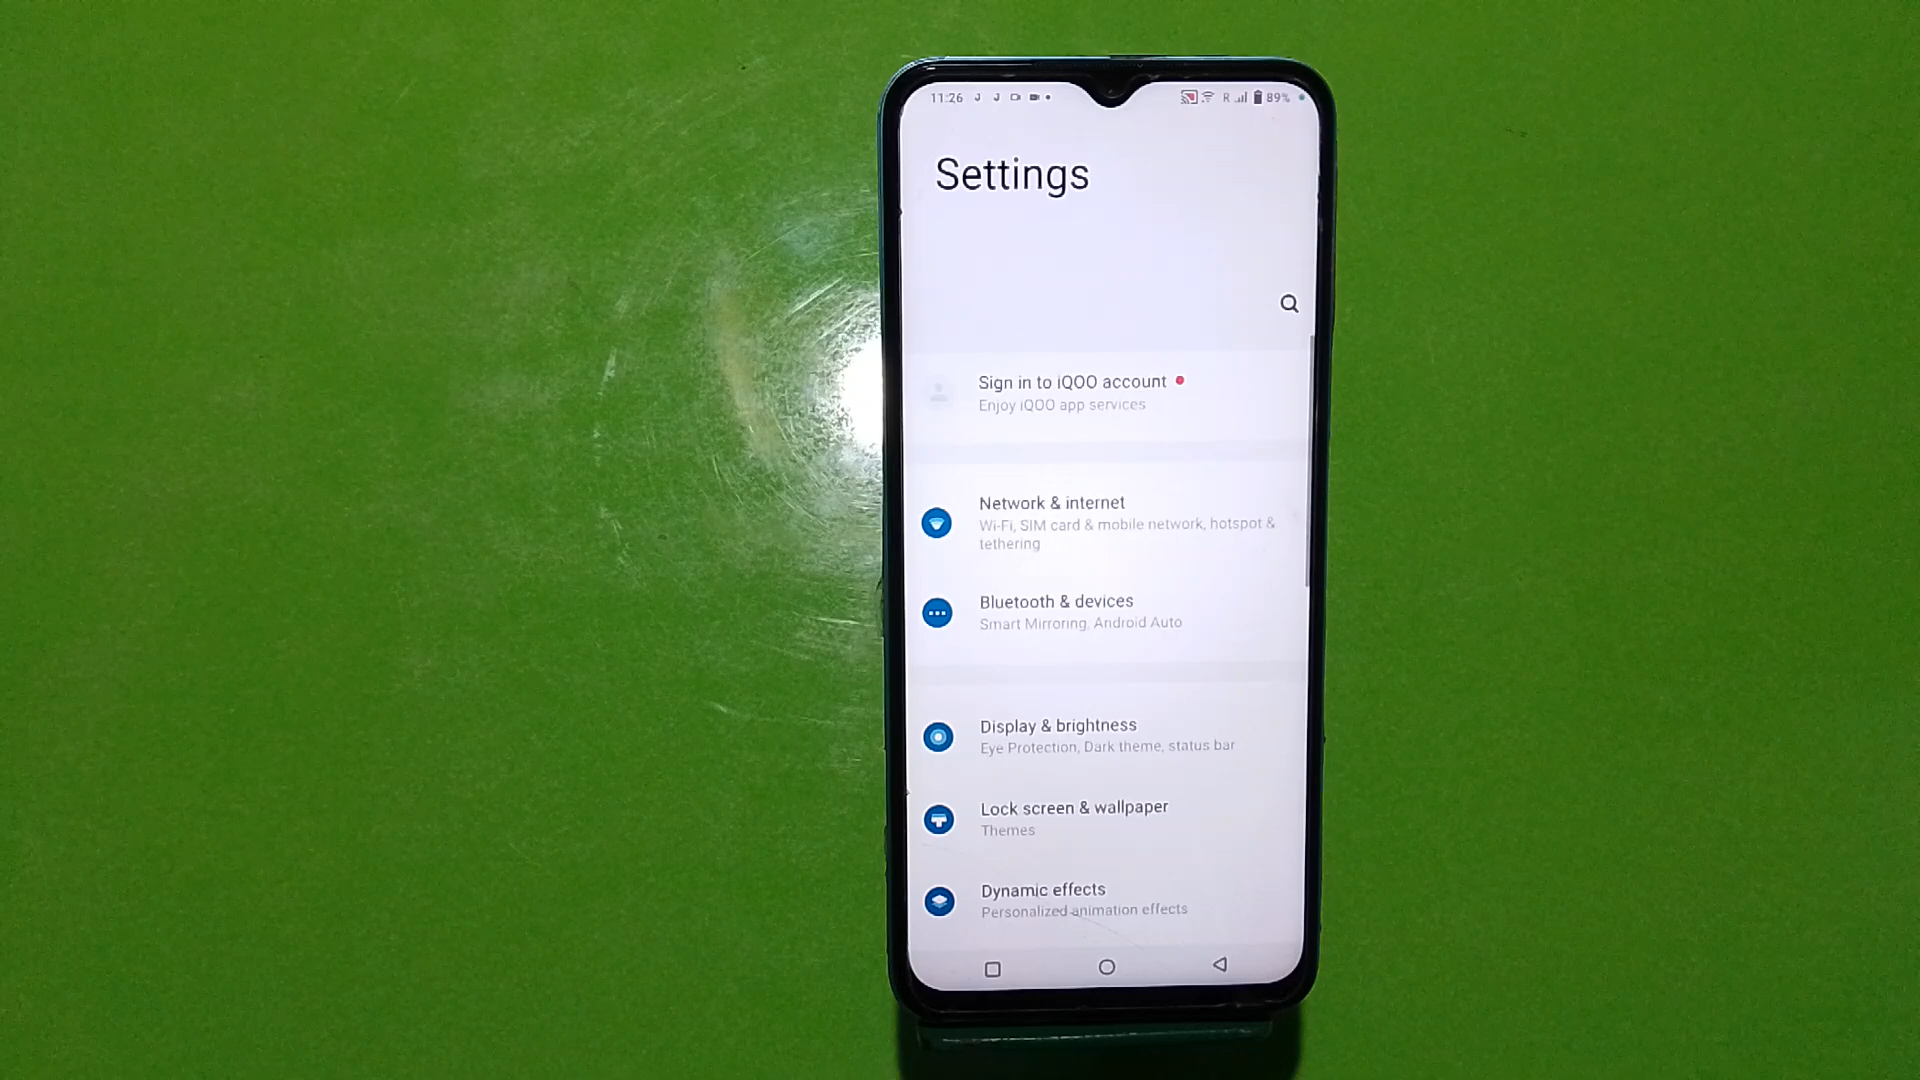 11:26 R 89%
Settings
Sign in to iQOO account
Enjoy iQOO app services
Network & internet
Wi-Fi, SIM card & mobile network, hotspot &
tethering
Bluetooth & devices
Smart Mirroring, Android Auto
Display & brightness
Eye Protection, Dark theme, status bar
Lock screen & wallpaper
Themes
Dynamic effects
Personalized animation effects